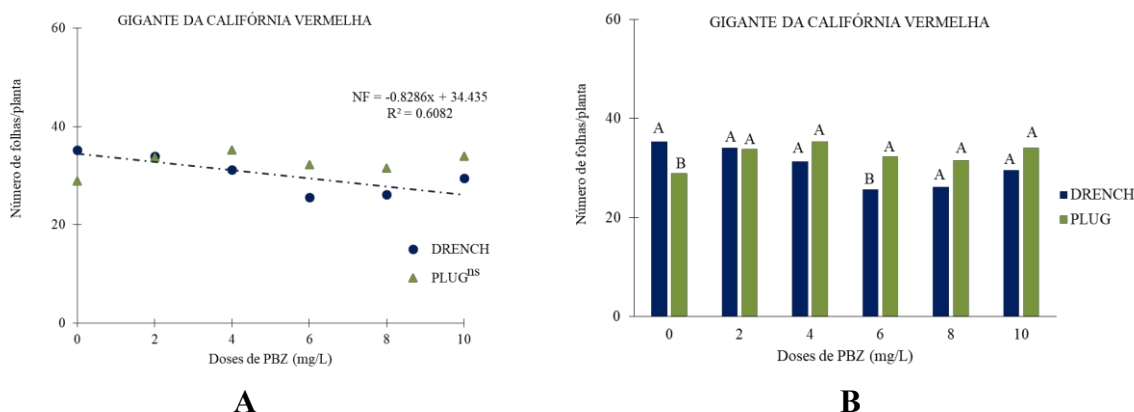 GIGANTE DA CALIFÓRNIA VERMELHA
60
40
20
0
Número de folhas/planta
NF = -0.8286x + 34.435
R² = 0.6082
DRENCH
PLUGns
0 2 4 6 8 10
Doses de PBZ (mg/L)
A
GIGANTE DA CALIFÓRNIA VERMELHA
60
40
20
0
Número de folhas/planta
A B A A A A B A A A A A
DRENCH
PLUG
0 2 4 6 8 10
Doses de PBZ (mg/L)
B